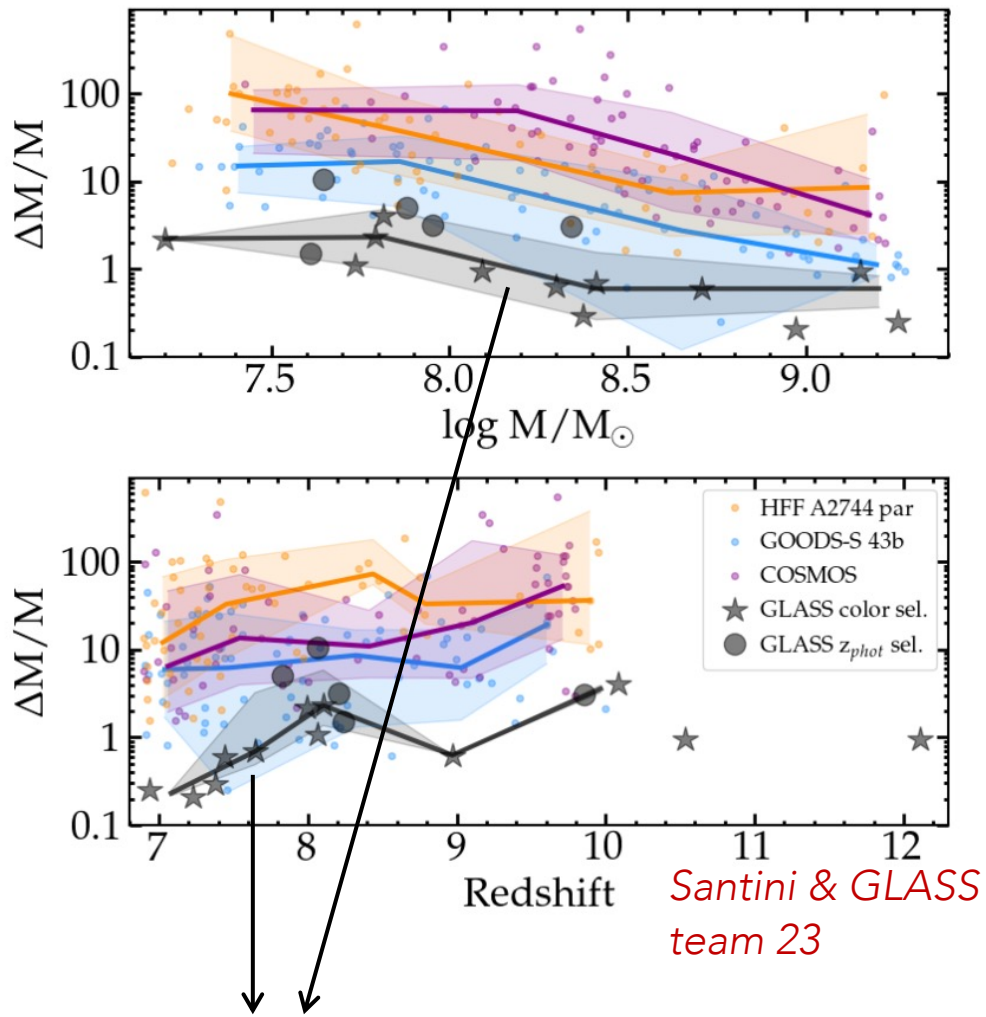 ΔM/M
100
10
1
0.1
7.5 8.0 8.5 9.0
log M/M☉
ΔM/M
100
10
1
0.1
HFF A2744 par
GOODS-S 43b
COSMOS
GLASS color sel.
GLASS z_phot sel.
7 8 9 10 11 12
Redshift
Santini & GLASS
team 23